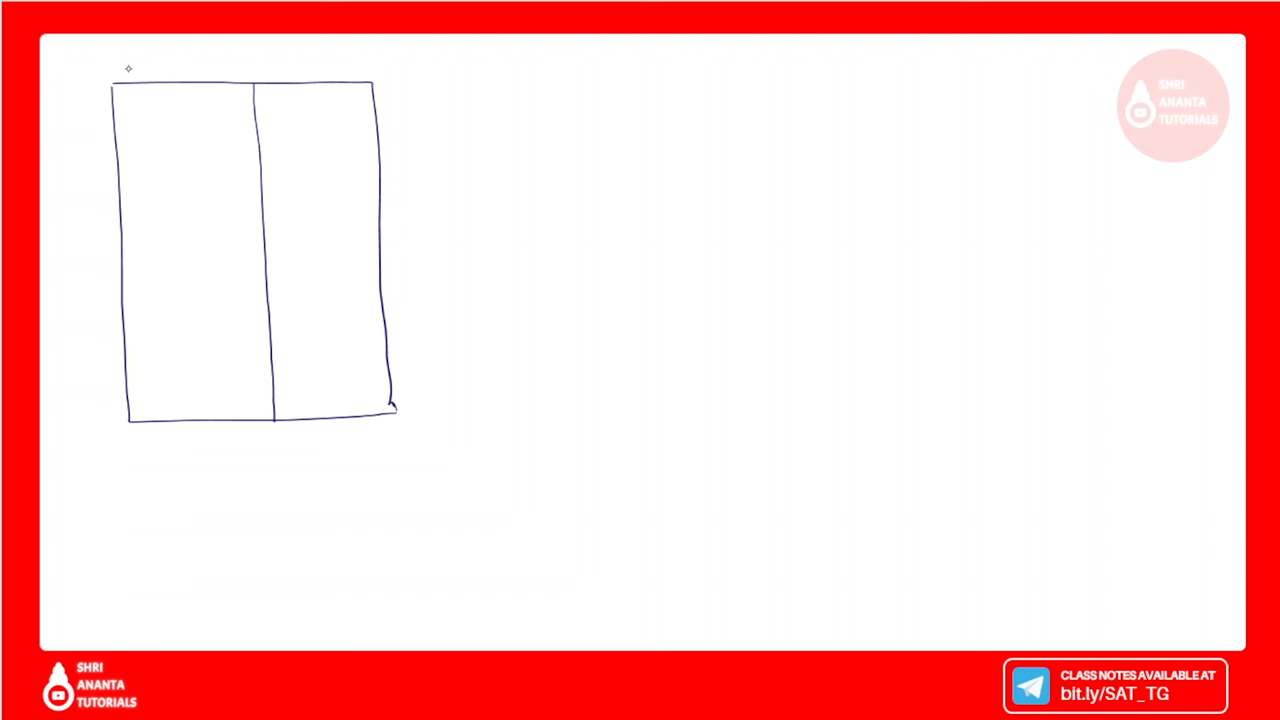 SHRI
ANANTA
TUTORIALS
SHRI
ANANTA
TUTORIALS
CLASS NOTES AVAILABLE AT
bit.ly/SAT_TG